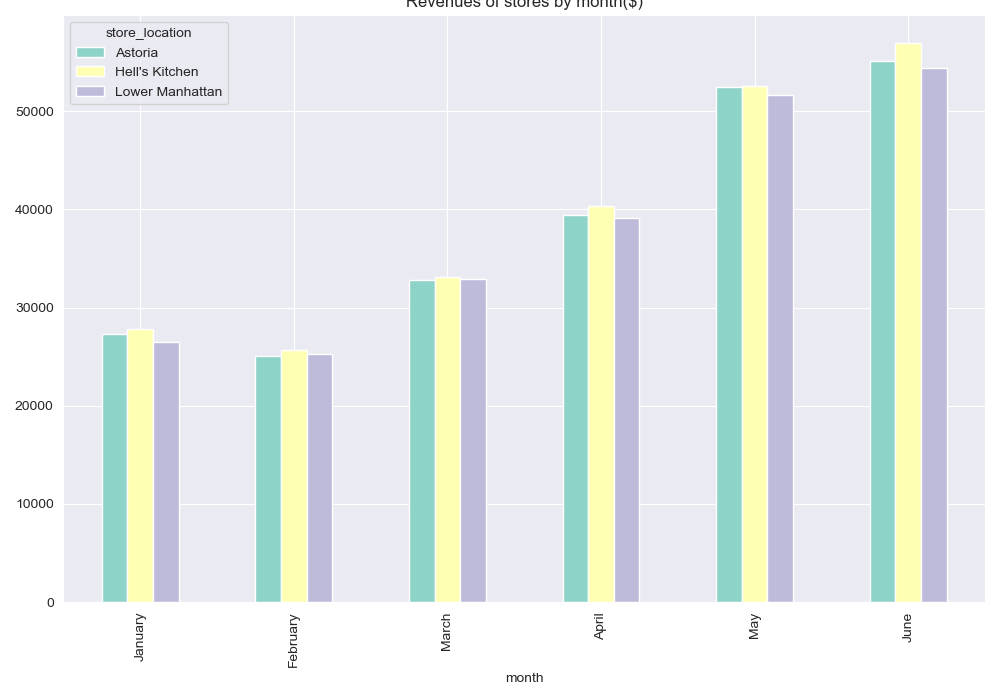 Revenues of stores by month($)
store_location
Astoria
Hell's Kitchen
Lower Manhattan
50000
40000
30000
20000
10000
0
January
February
March
April
May
June
month